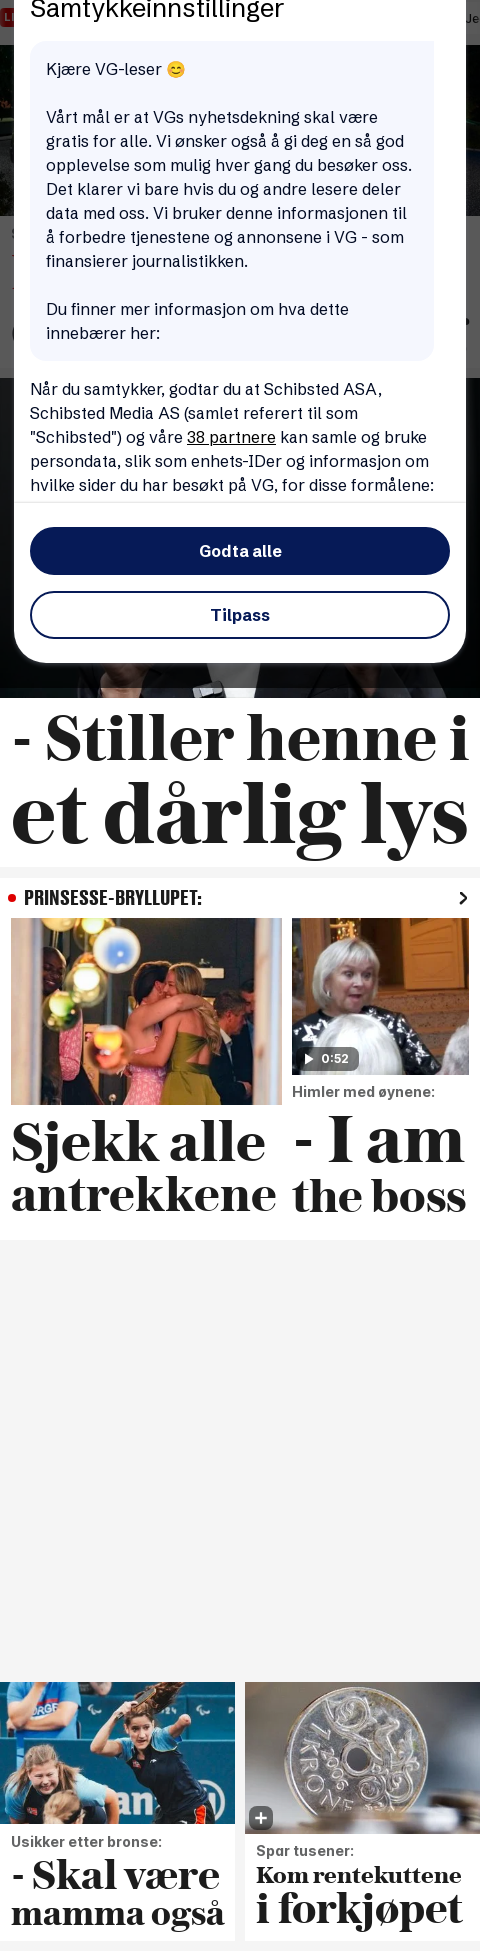 Samtykkeinnstillinger
Kjære VG-leser 😊
Vårt mål er at VGs nyhetsdekning skal være
gratis for alle. Vi ønsker også å gi deg en så god
opplevelse som mulig hver gang du besøker oss.
Det klarer vi bare hvis du og andre lesere deler
data med oss. Vi bruker denne informasjonen til
å forbedre tjenestene og annonsene i VG - som
finansierer journalistikken.
Du finner mer informasjon om hva dette
innebærer her:
Når du samtykker, godtar du at Schibsted ASA,
Schibsted Media AS (samlet referert til som
"Schibsted") og våre 38 partnere kan samle og bruke
persondata, slik som enhets-IDer og informasjon om
hvilke sider du har besøkt på VG, for disse formålene:
Godta alle
Tilpass
- Stiller henne i
et dårlig lys
PRINSESSE-BRYLLUPET:
0:52
Himler med øynene:
Sjekk alle
antrekkene
- I am
the boss
Usikker etter bronse:
- Skal være
mamma også
1 KRONE
Spar tusener:
Kom rentekuttene
i forkjøpet